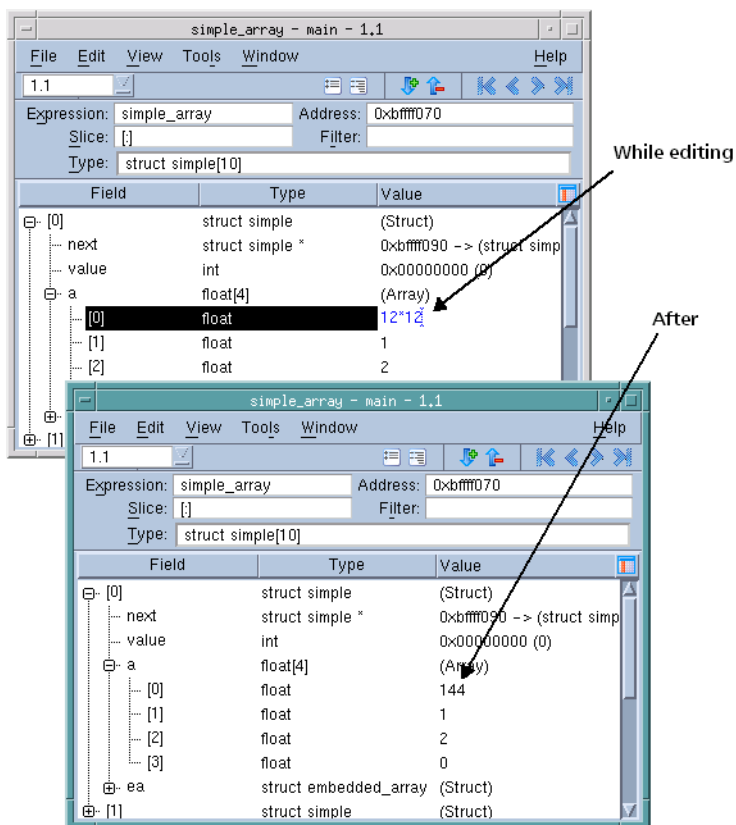 simple_array - main - 1.1
File Edit View Tools Window Help
1.1
Expression: simple_array Address: 0xbffff070
Slice: [:] Filter:
Type: struct simple[10]
While editing
Field Type Value
[0] struct simple (Struct)
next struct simple * 0xbffff090 -> (struct simp
value int 0x00000000 (0)
a float[4] (Array)
[0] float 12*12
After
[1] float 1
[2] float 2
[1]
simple_array - main - 1.1
File Edit View Tools Window Help
1.1
Expression: simple_array Address: 0xbffff070
Slice: [:] Filter:
Type: struct simple[10]
Field Type Value
[0] struct simple (Struct)
next struct simple * 0xbffff090 -> (struct simp
value int 0x00000000 (0)
a float[4] (Array)
[0] float 144
[1] float 1
[2] float 2
[3] float 0
ea struct embedded_array (Struct)
[1] struct simple (Struct)